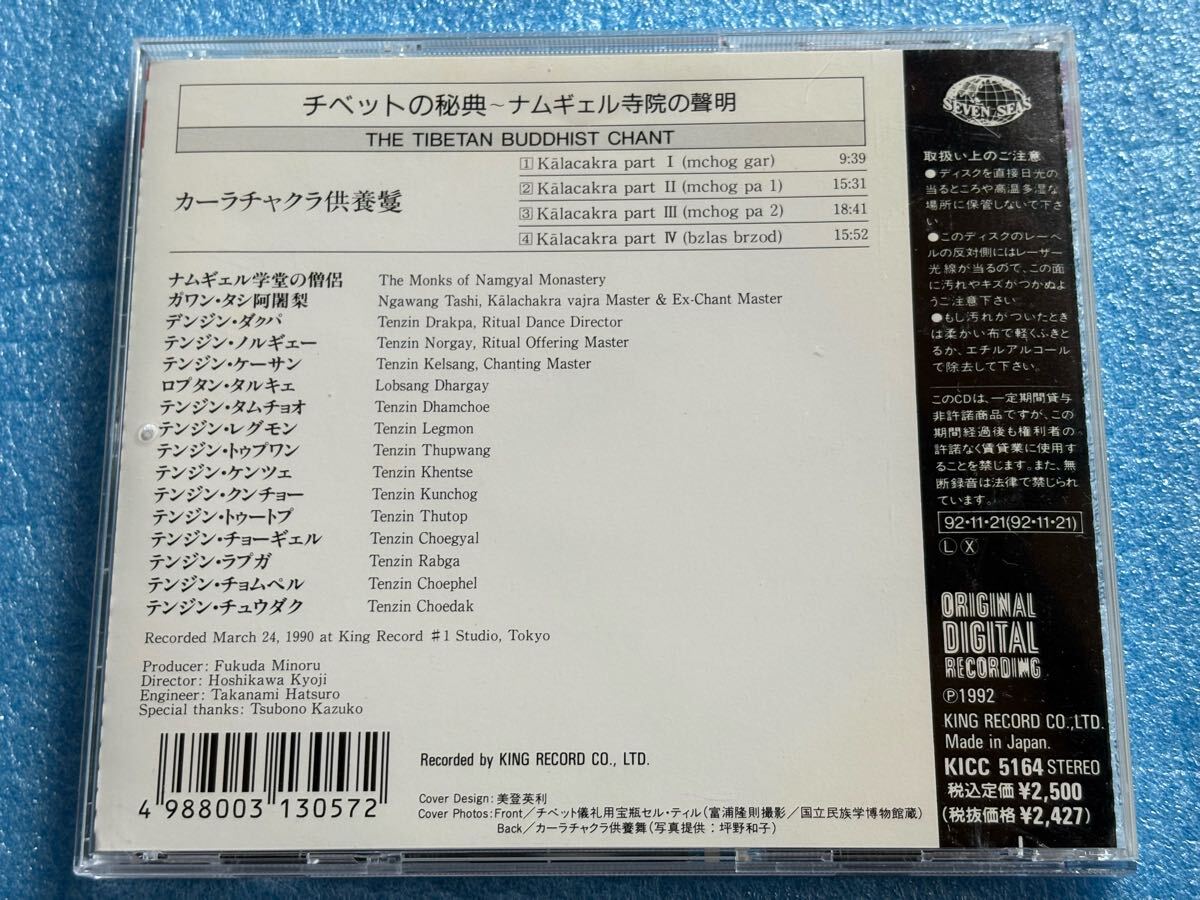 チベットの秘典~ナムギェル寺院の聲明
THE TIBETAN BUDDHIST CHANT
カーラチャクラ供養鬘
1 Kālacakra part Ⅰ (mchog gar) 9:39
2 Kālacakra part Ⅱ (mchog pa 1) 15:31
3 Kālacakra part Ⅲ (mchog pa 2) 18:41
4 Kālacakra part Ⅳ (bzlas brzod) 15:52
ナムギェル学堂の僧侶 The Monks of Namgyal Monastery
ガワン・タシ阿闍梨 Ngawang Tashi, Kālachakra vajra Master & Ex-Chant Master
デンジン・ダクパ Tenzin Drakpa, Ritual Dance Director
テンジン・ノルギェー Tenzin Norgay, Ritual Offering Master
テンジン・ケーサン Tenzin Kelsang, Chanting Master
ロプタン・タルキェ Lobsang Dhargay
テンジン・タムチョオ Tenzin Dhamchoe
テンジン・レグモン Tenzin Legmon
テンジン・トゥプワン Tenzin Thupwang
テンジン・ケンツェ Tenzin Khentse
テンジン・クンチョー Tenzin Kunchog
テンジン・トゥートプ Tenzin Thutop
テンジン・チョーギェル Tenzin Choegyal
テンジン・ラプガ Tenzin Rabga
テンジン・チョムペル Tenzin Choephel
テンジン・チュウダク Tenzin Choedak
Recorded March 24, 1990 at King Record #1 Studio, Tokyo
Producer: Fukuda Minoru
Director: Hoshikawa Kyoji
Engineer: Takanami Hatsuro
Special thanks: Tsubono Kazuko
4 988003 130572
Recorded by KING RECORD CO., LTD.
Cover Design: 美登英利
Cover Photos: Front/チベット儀礼用宝瓶セル・ティル(富浦隆則撮影/国立民族学博物館蔵)
Back/カーラチャクラ供養舞(写真提供:坪野和子)
SEVEN SEAS
取扱い上のご注意
●ディスクを直接日光の
当るところや高温多湿な
場所に保管しないで下さ
い
●このディスクのレーベ
ルの反対側にはレーザー
光線が当るので、この面
に汚れやキズがつかぬよ
うご注意下さい
●もし汚れがついたとき
は柔かい布で軽くふきと
るか、エチルアルコール
で除去して下さい。
このCDは、一定期間貸与
非許諾商品ですが、この
期間経過後も権利者の
許諾なく賃貸業に使用す
ることを禁じます。また、無
断録音は法律で禁じられ
ています。
92・11・21(92・11・21)
Ⓛ Ⓧ
ORIGINAL
DIGITAL
RECORDING
℗1992
KING RECORD CO.,LTD.
Made in Japan.
KICC 5164 STEREO
税込定価¥2,500
(税抜価格¥2,427)